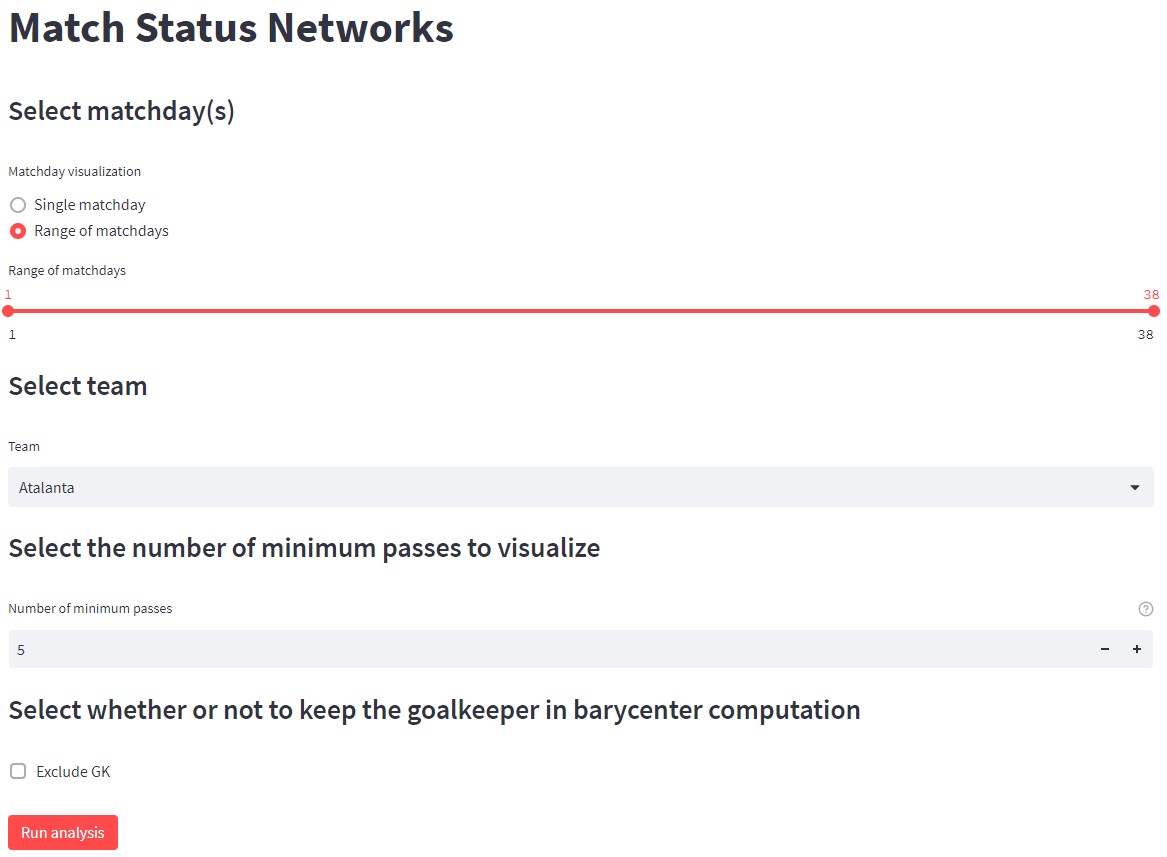 Match Status Networks
Select matchday(s)
Matchday visualization
Single matchday
Range of matchdays
Range of matchdays
1 38
1 38
Select team
Team
Atalanta
Select the number of minimum passes to visualize
Number of minimum passes ?
5 − +
Select whether or not to keep the goalkeeper in barycenter computation
Exclude GK
Run analysis